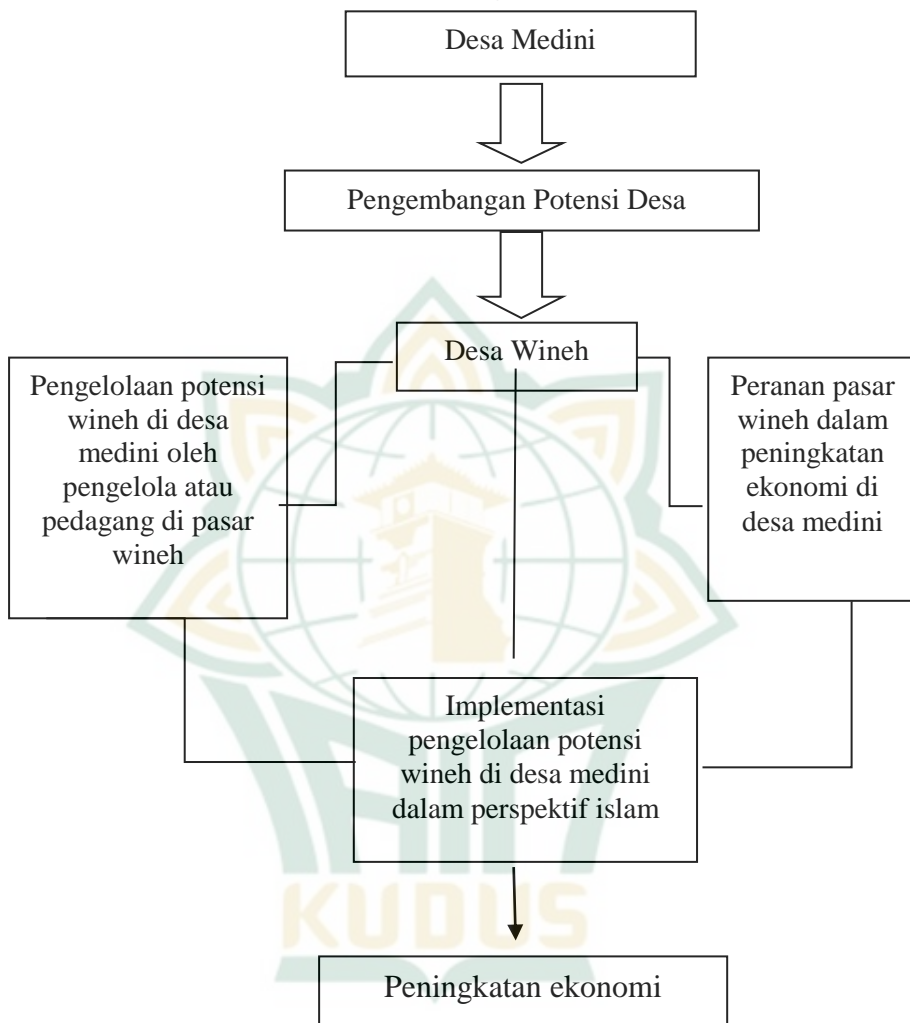 Desa Medini
Pengembangan Potensi Desa
Desa Wineh
Pengelolaan potensi
wineh di desa
medini oleh
pengelola atau
pedagang di pasar
wineh
Peranan pasar
wineh dalam
peningkatan
ekonomi di
desa medini
Implementasi
pengelolaan potensi
wineh di desa medini
dalam perspektif islam
IAIN
KUDUS
Peningkatan ekonomi